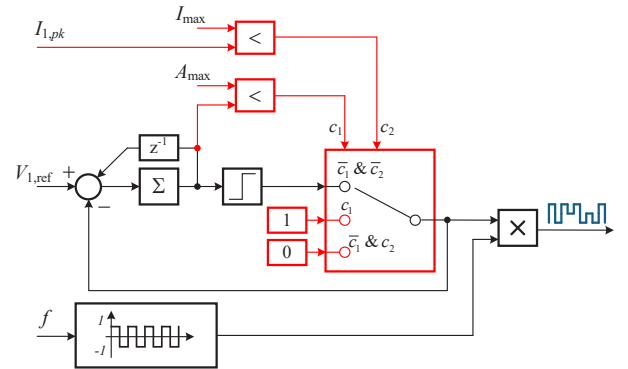 I_max
I_1,pk
<
A_max
<
c_1 c_2
z^-1
V_1,ref + − Σ
c̅_1 & c̅_2
1 c_1
0 c̅_1 & c_2
×
f 1
-1